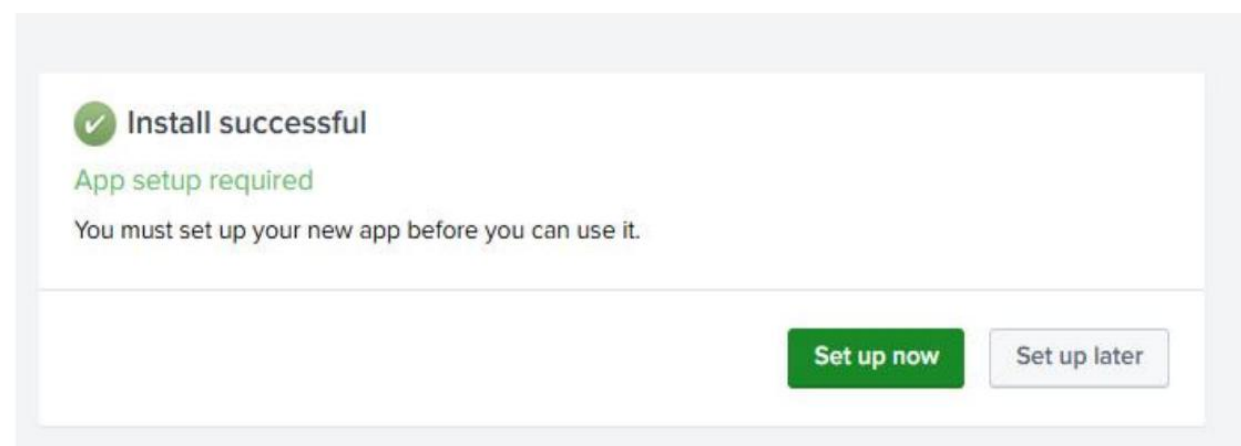 Install successful
App setup required
You must set up your new app before you can use it.
Set up now
Set up later